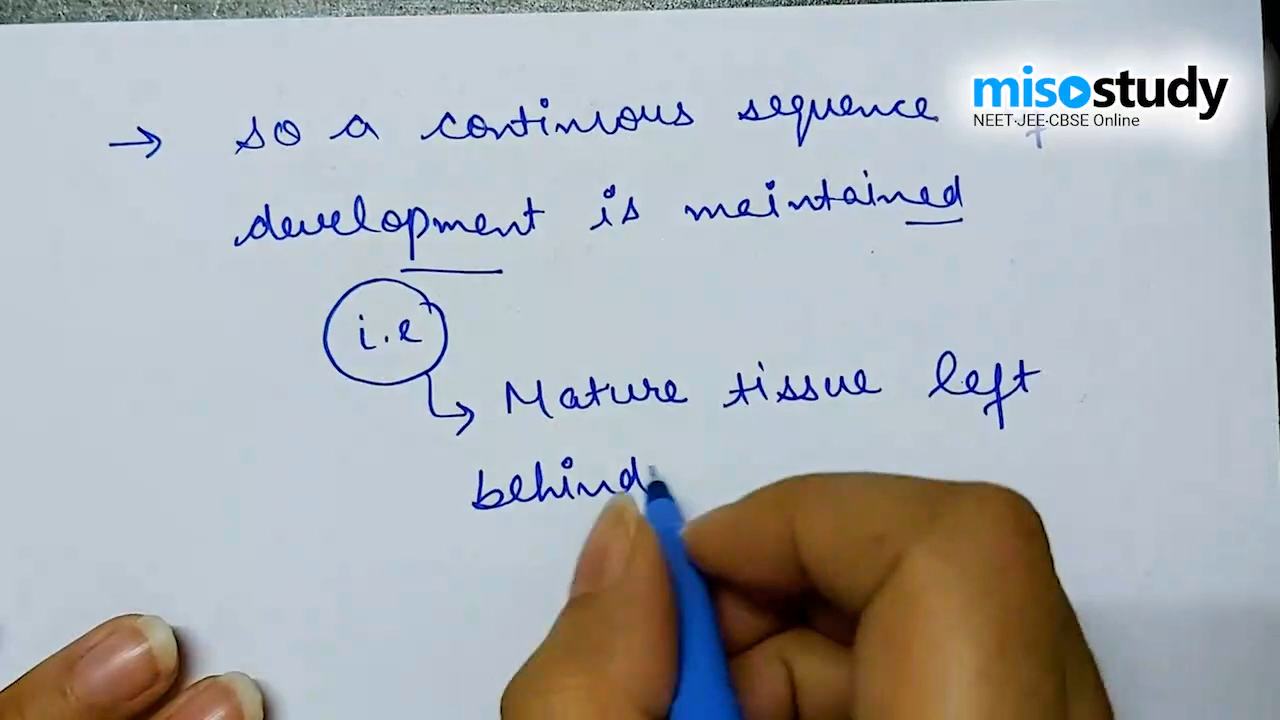 misostudy
NEET·JEE·CBSE Online
→ so a continuous sequence
development is maintained
i.e
Mature tissue left
behind